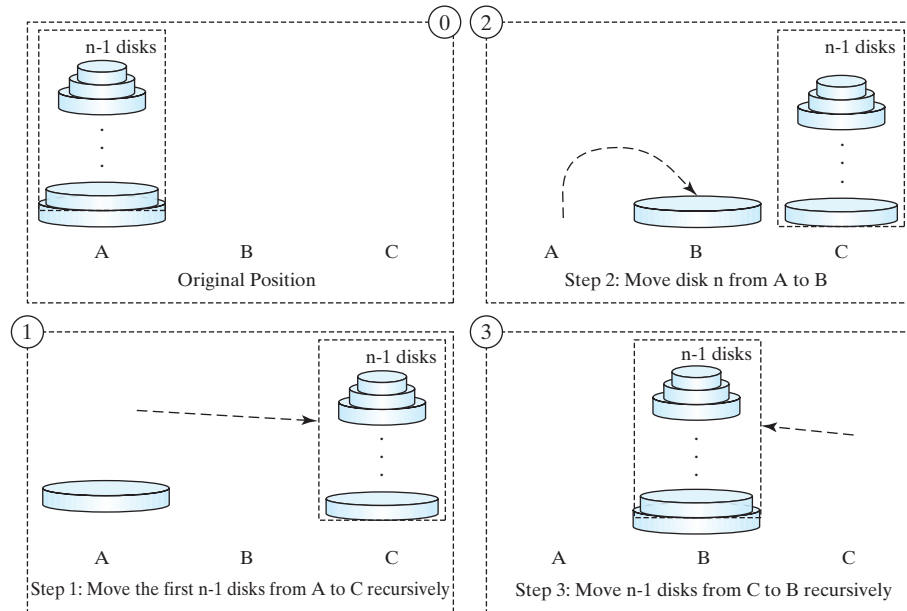 0
n-1 disks
A B C
Original Position
2
n-1 disks
A B C
Step 2: Move disk n from A to B
1
n-1 disks
A B C
Step 1: Move the first n-1 disks from A to C recursively
3
n-1 disks
A B C
Step 3: Move n-1 disks from C to B recursively